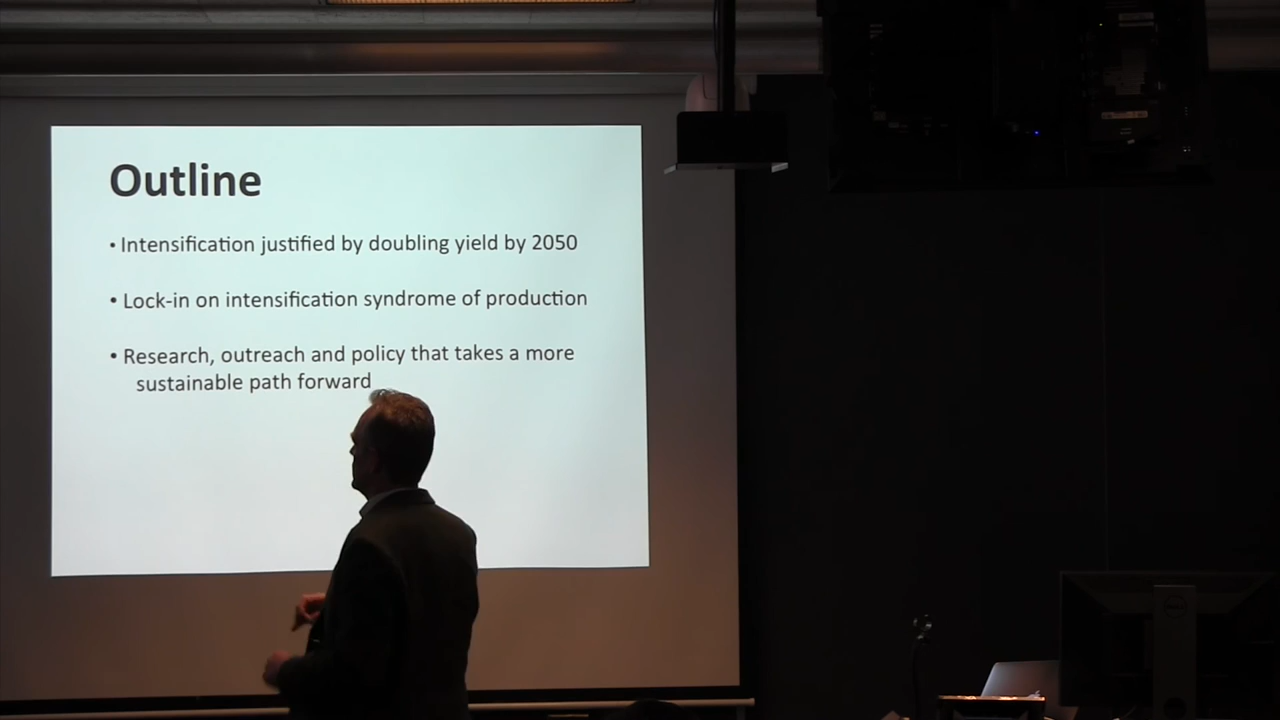 Outline
• Intensification justified by doubling yield by 2050
• Lock-in on intensification syndrome of production
• Research, outreach and policy that takes a more
sustainable path forward